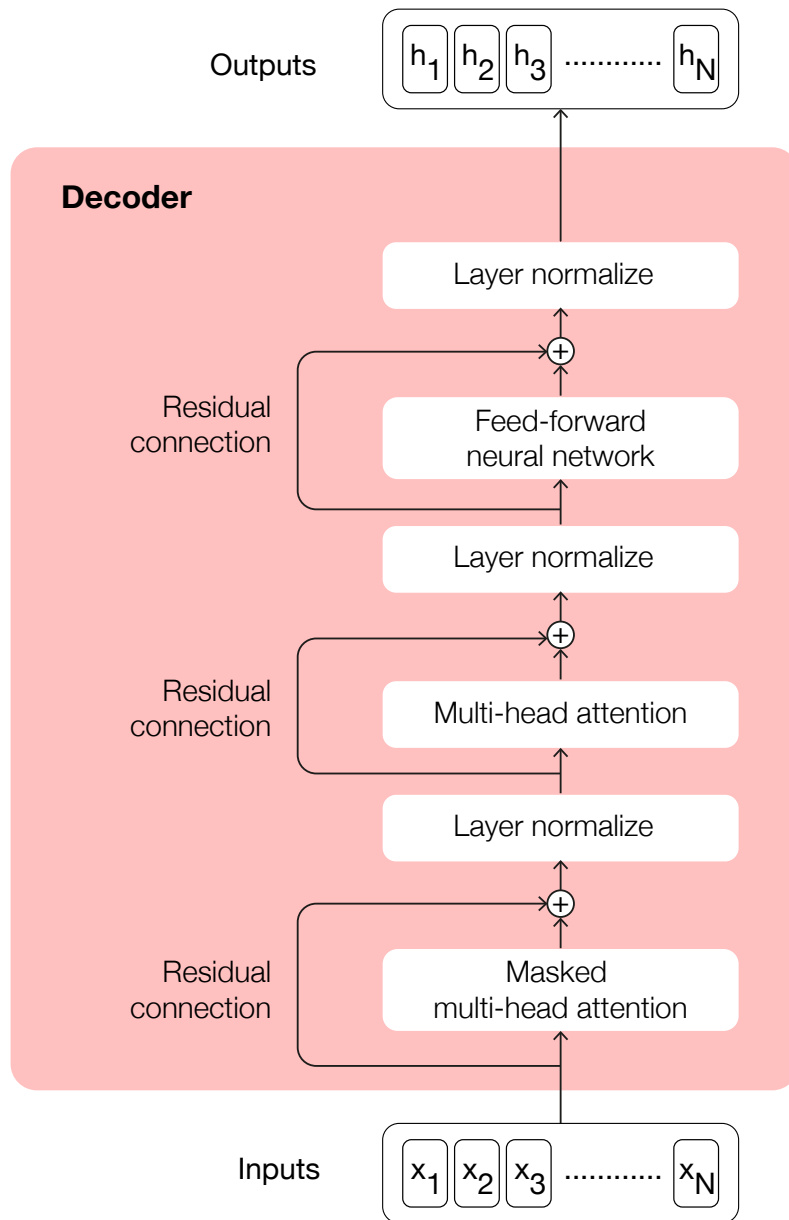 Outputs
h1 h2 h3 ............ hN
Decoder
Layer normalize
+
Residual
connection
Feed-forward
neural network
Layer normalize
+
Residual
connection
Multi-head attention
Layer normalize
+
Residual
connection
Masked
multi-head attention
Inputs
x1 x2 x3 ............ xN